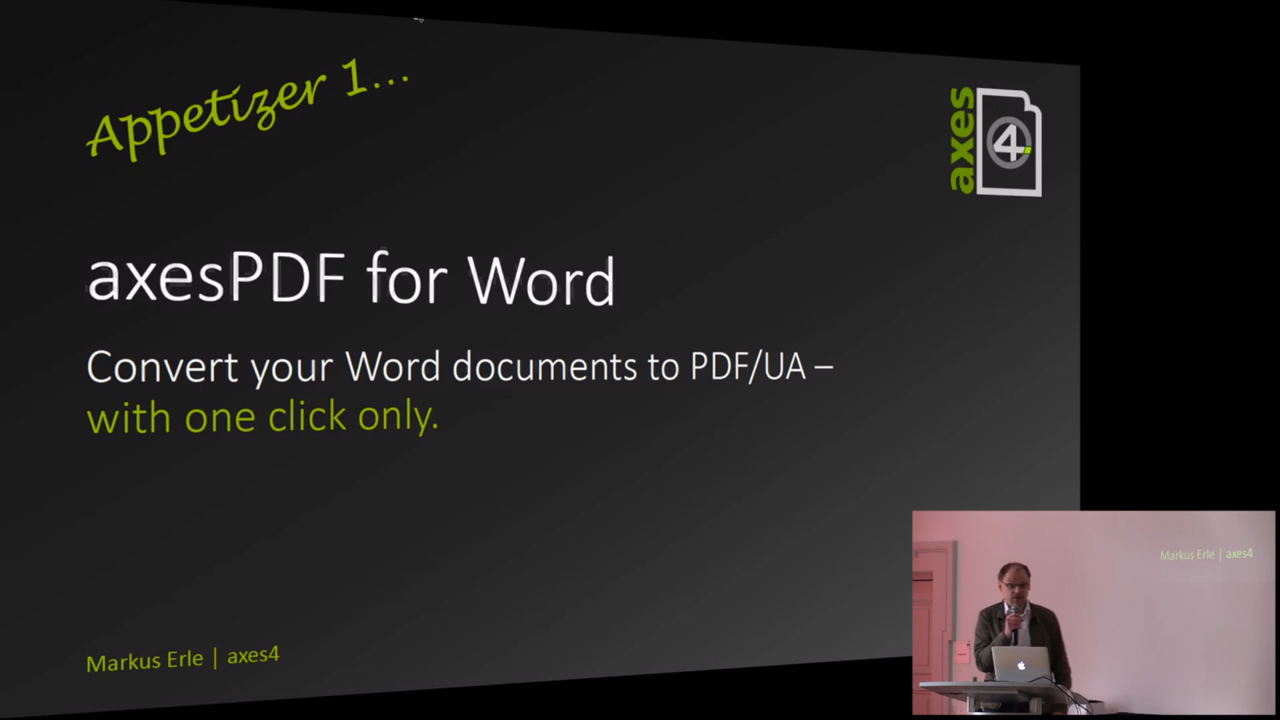 Appetizer 1...
axes
4
axesPDF for Word
Convert your Word documents to PDF/UA –
with one click only.
Markus Erle | axes4
Markus Erle | axes4